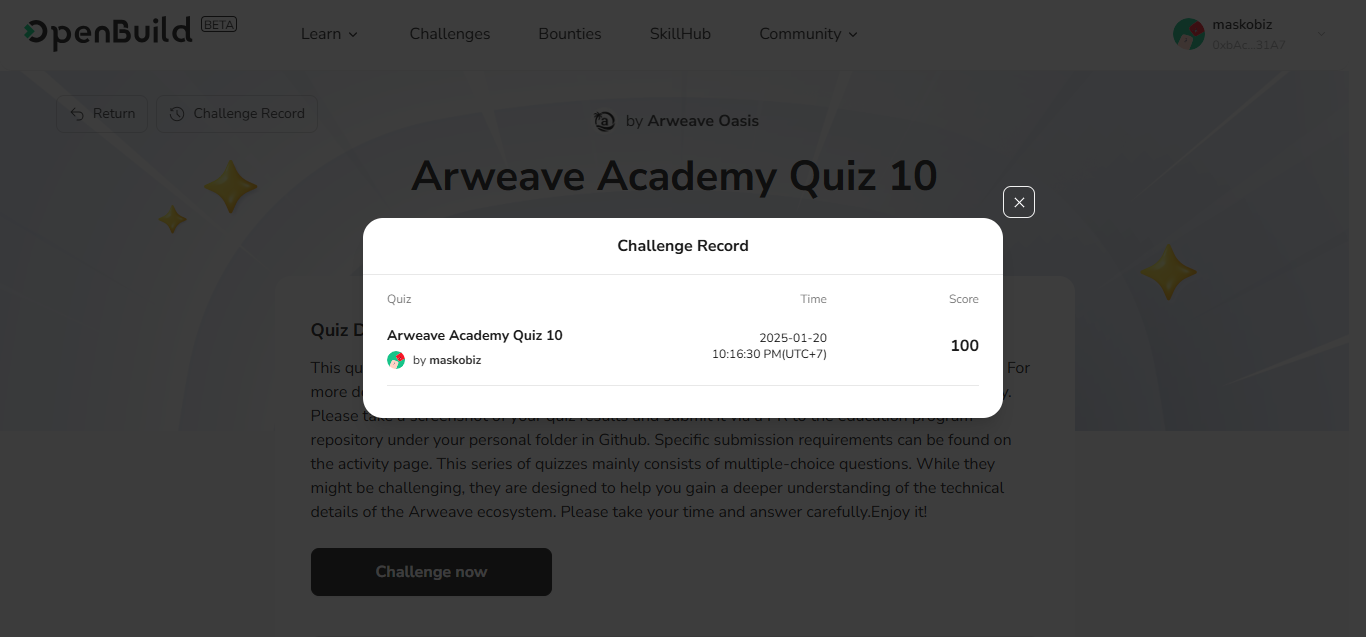 OpenBuild BETA
Learn Challenges Bounties SkillHub Community
maskobiz
0xbAc...31A7
Return Challenge Record
by Arweave Oasis
Arweave Academy Quiz 10
Challenge Record
Quiz Time Score
Arweave Academy Quiz 10
by maskobiz
2025-01-20
10:16:30 PM(UTC+7)
100
Quiz D
This qu For
more de y.
Please take a screenshot of your quiz results and submit it via a PR to the education program
repository under your personal folder in Github. Specific submission requirements can be found on
the activity page. This series of quizzes mainly consists of multiple-choice questions. While they
might be challenging, they are designed to help you gain a deeper understanding of the technical
details of the Arweave ecosystem. Please take your time and answer carefully.Enjoy it!
Challenge now